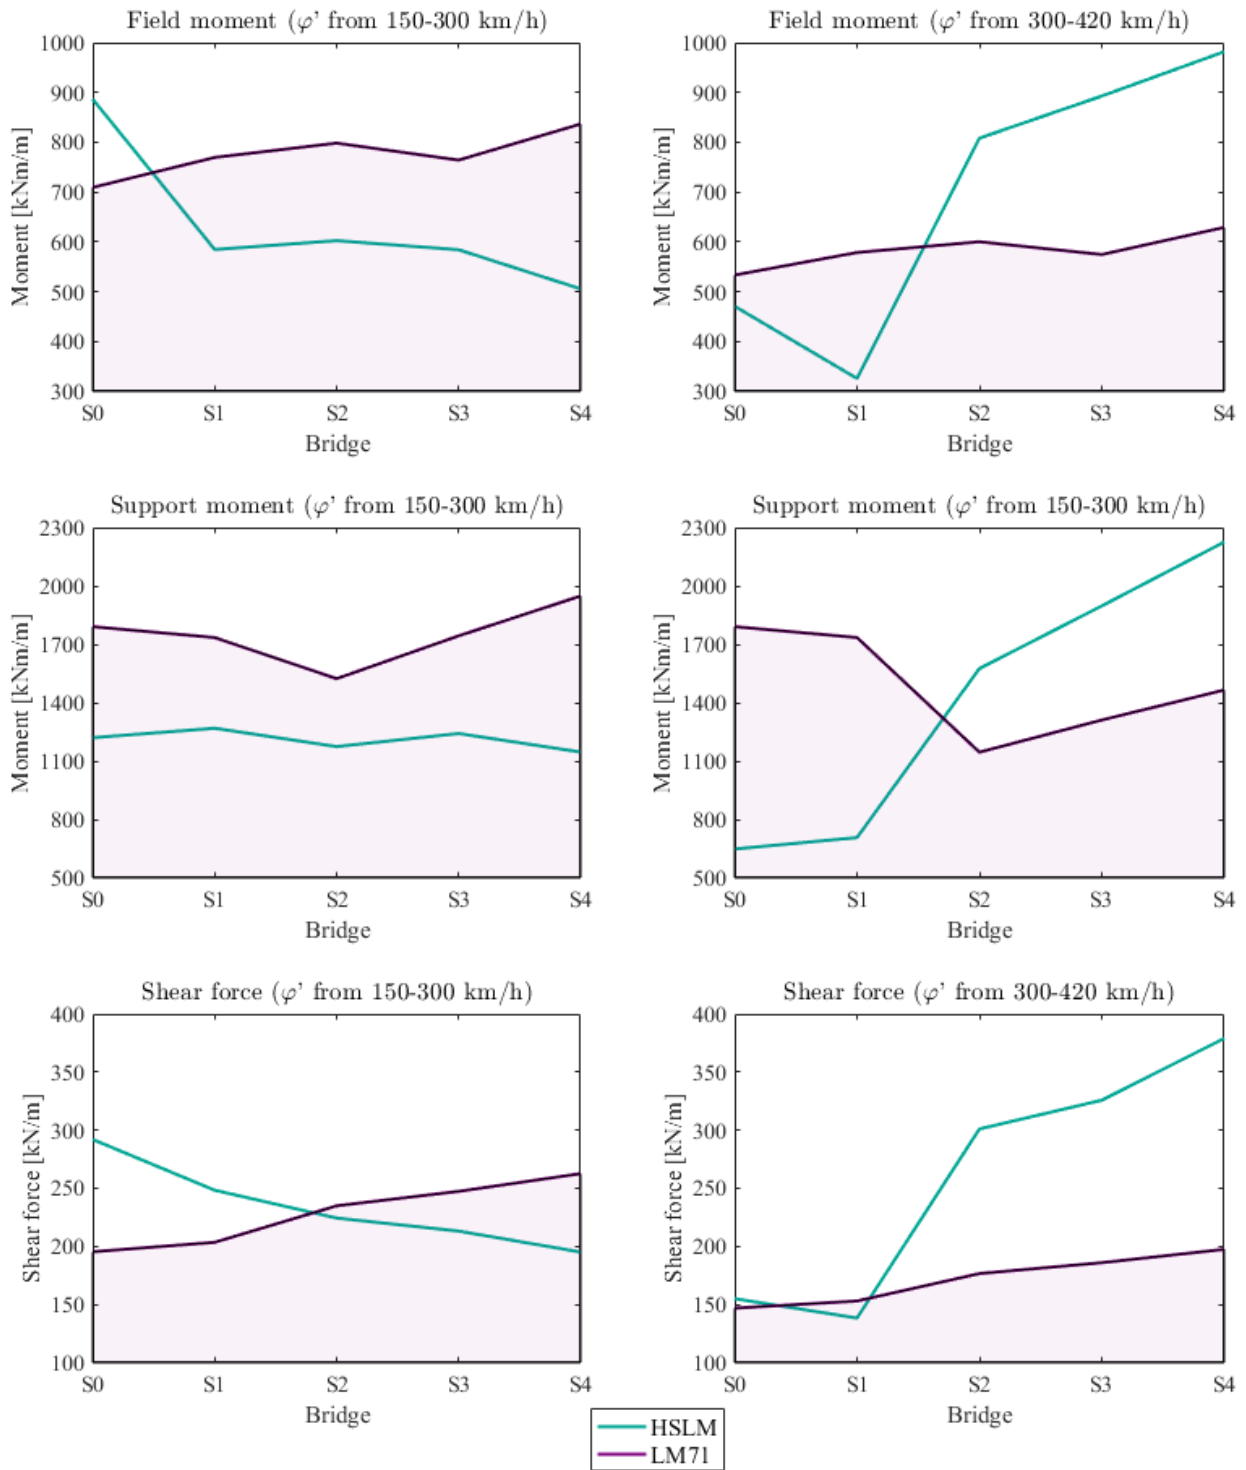 Field moment (φ' from 150-300 km/h)
1000
900
800
700
600
500
400
300
Moment [kNm/m]
S0 S1 S2 S3 S4
Bridge
Field moment (φ' from 300-420 km/h)
1000
900
800
700
600
500
400
300
Moment [kNm/m]
S0 S1 S2 S3 S4
Bridge
Support moment (φ' from 150-300 km/h)
2300
2000
1700
1400
1100
800
500
Moment [kNm/m]
S0 S1 S2 S3 S4
Bridge
Support moment (φ' from 150-300 km/h)
2300
2000
1700
1400
1100
800
500
Moment [kNm/m]
S0 S1 S2 S3 S4
Bridge
Shear force (φ' from 150-300 km/h)
400
350
300
250
200
150
100
Shear force [kN/m]
S0 S1 S2 S3 S4
Bridge
Shear force (φ' from 300-420 km/h)
400
350
300
250
200
150
100
Shear force [kN/m]
S0 S1 S2 S3 S4
Bridge
HSLM
LM71